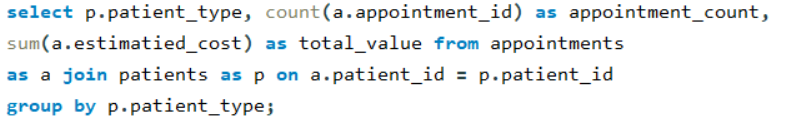 select p.patient_type, count(a.appointment_id) as appointment_count,
sum(a.estimatied_cost) as total_value from appointments
as a join patients as p on a.patient_id = p.patient_id
group by p.patient_type;